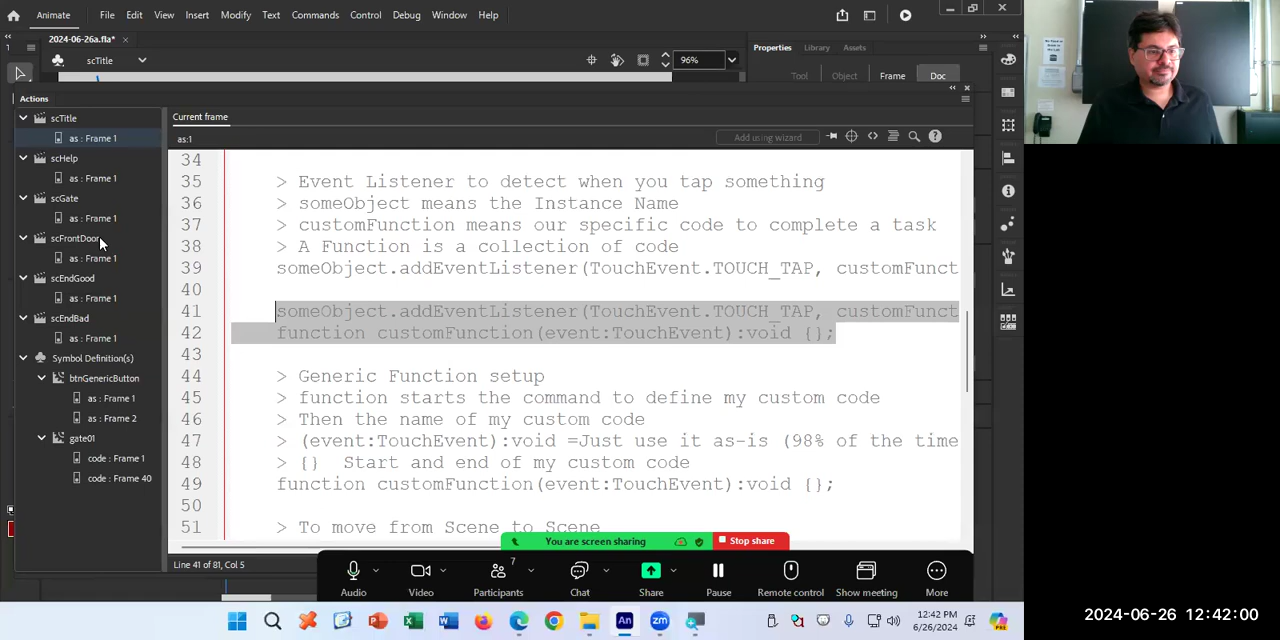 Animate File Edit View Insert Modify Text Commands Control Debug Window Help
2024-06-26a.fla* ×
scTitle 96%
Properties Library Assets
Tool Object Frame Doc
Actions
scTitle
as : Frame 1
scHelp
as : Frame 1
scGate
as : Frame 1
scFrontDoor
as : Frame 1
scEndGood
as : Frame 1
scEndBad
as : Frame 1
Symbol Definition(s)
btnGenericButton
as : Frame 1
as : Frame 2
gate01
code : Frame 1
code : Frame 40
Current frame
as:1 Add using wizard
34
35 > Event Listener to detect when you tap something
36 > someObject means the Instance Name
37 > customFunction means our specific code to complete a task
38 > A Function is a collection of code
39 someObject.addEventListener(TouchEvent.TOUCH_TAP, customFunct
40
41 someObject.addEventListener(TouchEvent.TOUCH_TAP, customFunct
42 function customFunction(event:TouchEvent):void {};
43
44 > Generic Function setup
45 > function starts the command to define my custom code
46 > Then the name of my custom code
47 > (event:TouchEvent):void =Just use it as-is (98% of the time
48 > {} Start and end of my custom code
49 function customFunction(event:TouchEvent):void {};
50
51 > To move from Scene to Scene
You are screen sharing Stop share
Line 41 of 81, Col 5
7
Audio Video Participants Chat Share Pause Remote control Show meeting More
12:42 PM
6/26/2024
2024-06-26 12:42:00